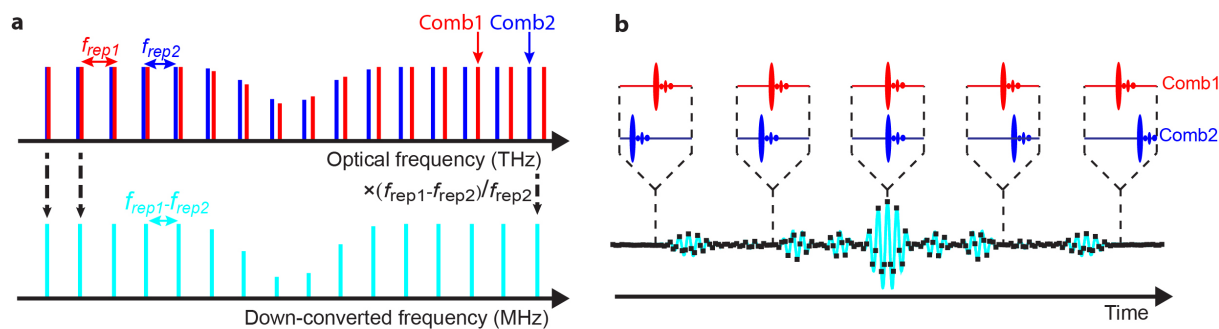 a
Comb1 Comb2
frep1 frep2
Optical frequency (THz)
×(frep1-frep2)/frep2
frep1-frep2
Down-converted frequency (MHz)
b
Comb1
Comb2
Time